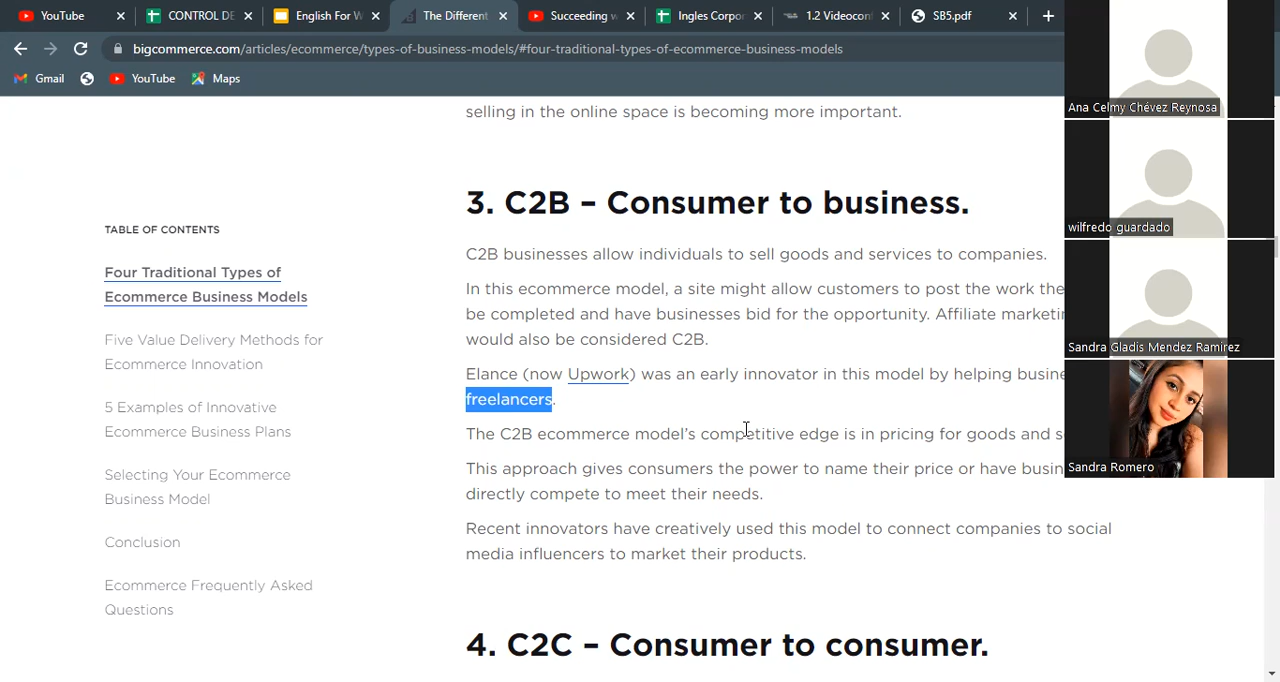 YouTube
CONTROL DE
English For W
The Different
Succeeding w
Ingles Corpor
1.2 Videocon
SB5.pdf
bigcommerce.com/articles/ecommerce/types-of-business-models/#four-traditional-types-of-ecommerce-business-models
Gmail
YouTube
Maps
selling in the online space is becoming more important.
3. C2B – Consumer to business.
C2B businesses allow individuals to sell goods and services to companies.
In this ecommerce model, a site might allow customers to post the work the
be completed and have businesses bid for the opportunity. Affiliate marketin
would also be considered C2B.
Elance (now Upwork) was an early innovator in this model by helping busine
freelancers.
The C2B ecommerce model's competitive edge is in pricing for goods and s
This approach gives consumers the power to name their price or have busin
directly compete to meet their needs.
Recent innovators have creatively used this model to connect companies to social
media influencers to market their products.
4. C2C – Consumer to consumer.
TABLE OF CONTENTS
Four Traditional Types of
Ecommerce Business Models
Five Value Delivery Methods for
Ecommerce Innovation
5 Examples of Innovative
Ecommerce Business Plans
Selecting Your Ecommerce
Business Model
Conclusion
Ecommerce Frequently Asked
Questions
Ana Celmy Chévez Reynosa
wilfredo guardado
Sandra Gladis Mendez Ramirez
Sandra Romero